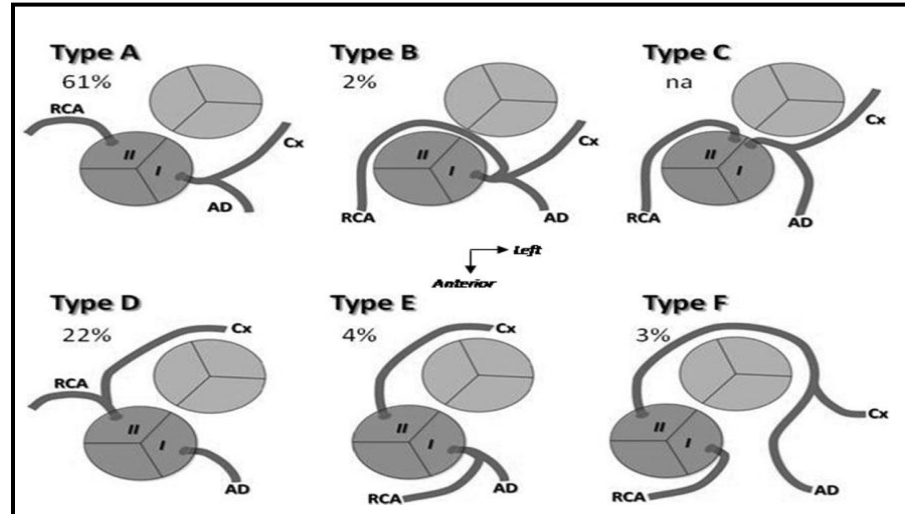 Type A
61%
RCA
II
I
Cx
AD
Type B
2%
II
I
Cx
RCA
AD
Type C
na
II
I
Cx
RCA
AD
Left
Anterior
Type D
22%
Cx
RCA
II
I
AD
Type E
4%
Cx
II
I
RCA
AD
Type F
3%
II
I
Cx
RCA
AD